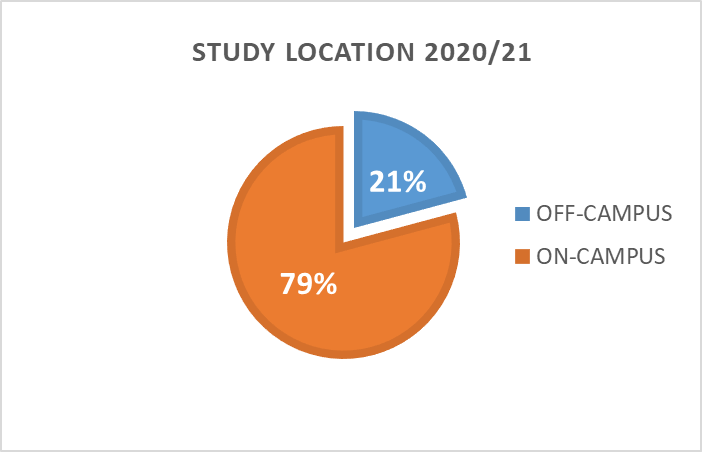 STUDY LOCATION 2020/21
21%
79%
OFF-CAMPUS
ON-CAMPUS